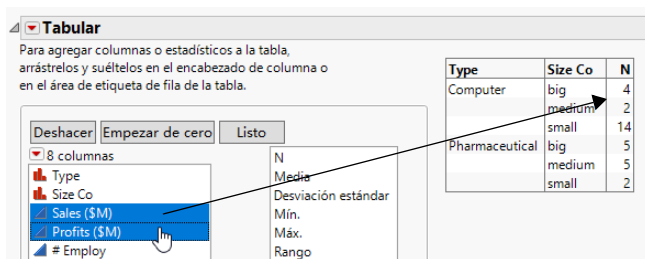 Tabular
Para agregar columnas o estadísticos a la tabla,
arrástrelos y suéltelos en el encabezado de columna o
en el área de etiqueta de fila de la tabla.
Deshacer Empezar de cero Listo
8 columnas
Type
Size Co
Sales ($M)
Profits ($M)
# Employ
N
Media
Desviación estándar
Mín.
Máx.
Rango
Type Size Co N
Computer big 4
medium 2
small 14
Pharmaceutical big 5
medium 5
small 2